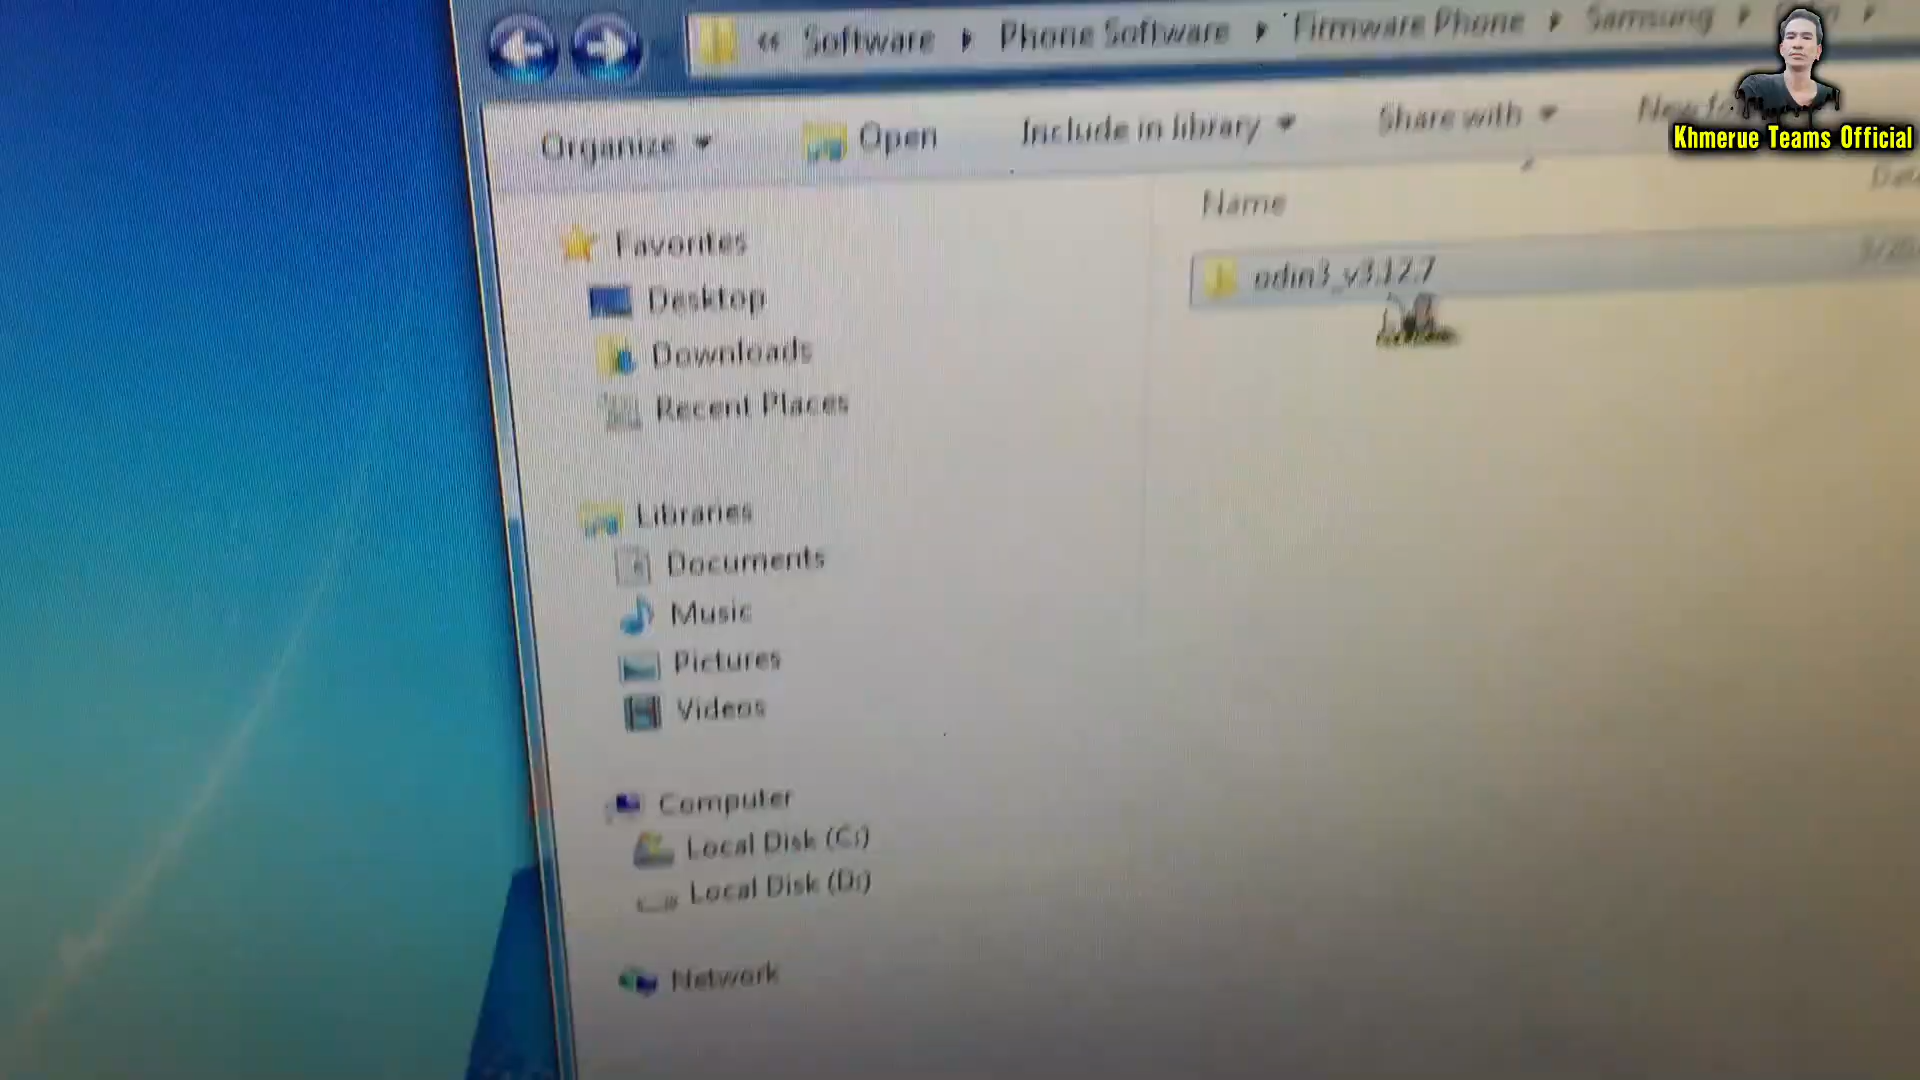 « Software ▸ Phone Software ▸ Firmware Phone ▸ Samsung ▸
Organize Open Include in library Share with New
Khmerue Teams Official
Name
Favorites
odin3_v3.12.7
Desktop
Downloads
Recent Places
Libraries
Documents
Music
Pictures
Videos
Computer
Local Disk (C:)
Local Disk (D:)
Network